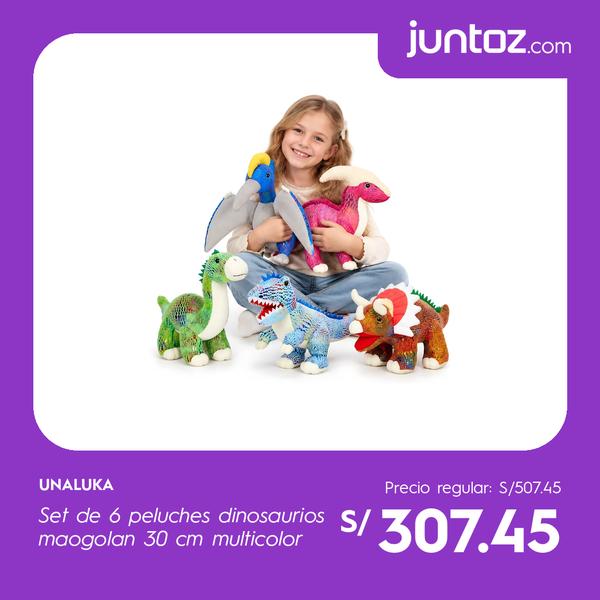 juntoz.com
UNALUKA
Set de 6 peluches dinosaurios
maogolan 30 cm multicolor
Precio regular: S/507.45
S/ 307.45